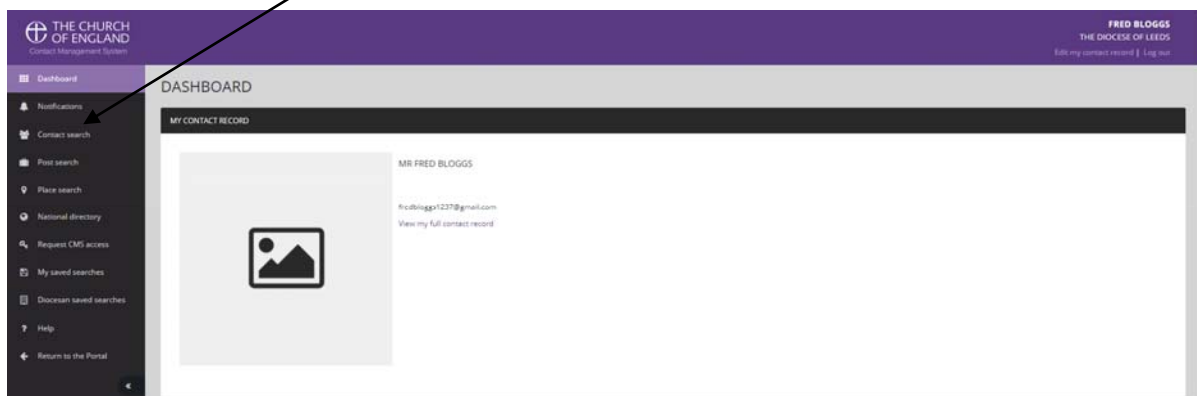 THE CHURCH
OF ENGLAND
Contact Management System
FRED BLOGGS
THE DIOCESE OF LEEDS
Edit my contact record | Log out
Dashboard
Notifications
Contact search
Post search
Place search
National directory
Request CMS access
My saved searches
Diocesan saved searches
Help
Return to the Portal
DASHBOARD
MY CONTACT RECORD
MR FRED BLOGGS
fredbloggs1237@gmail.com
View my full contact record